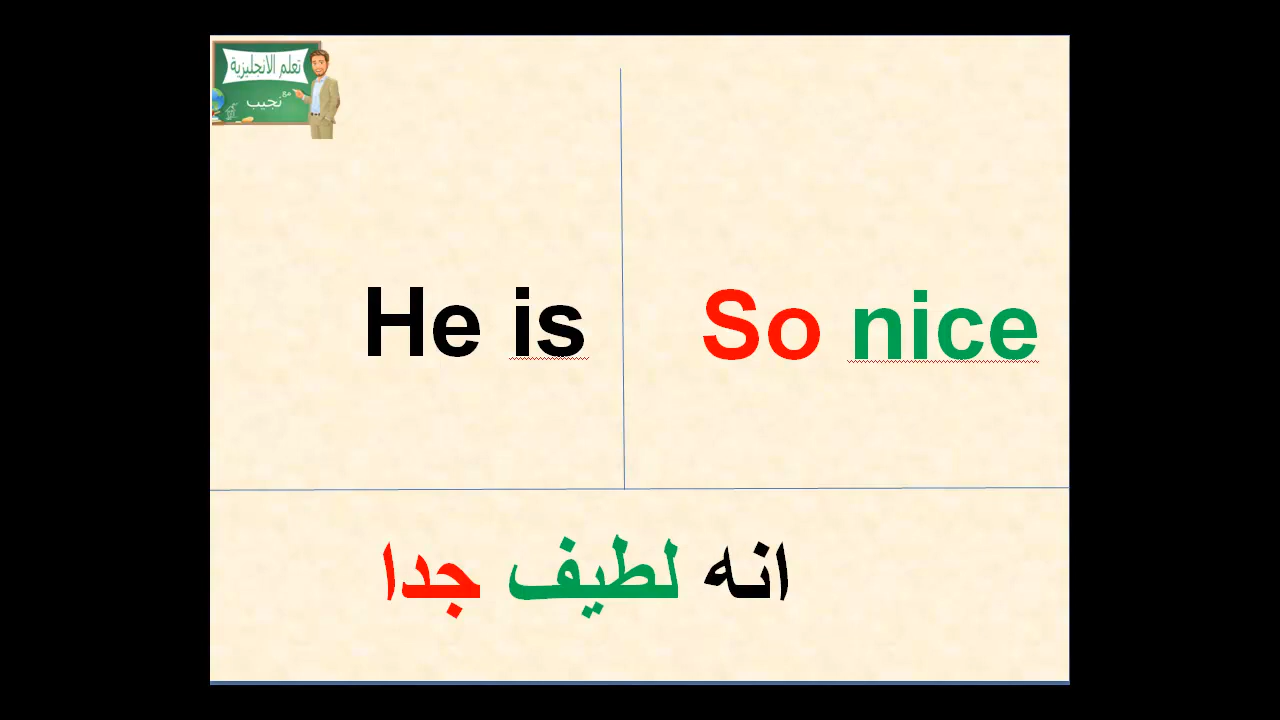 تعلم الانجليزية
مع نجيب
He is So nice
انه لطيف جدا